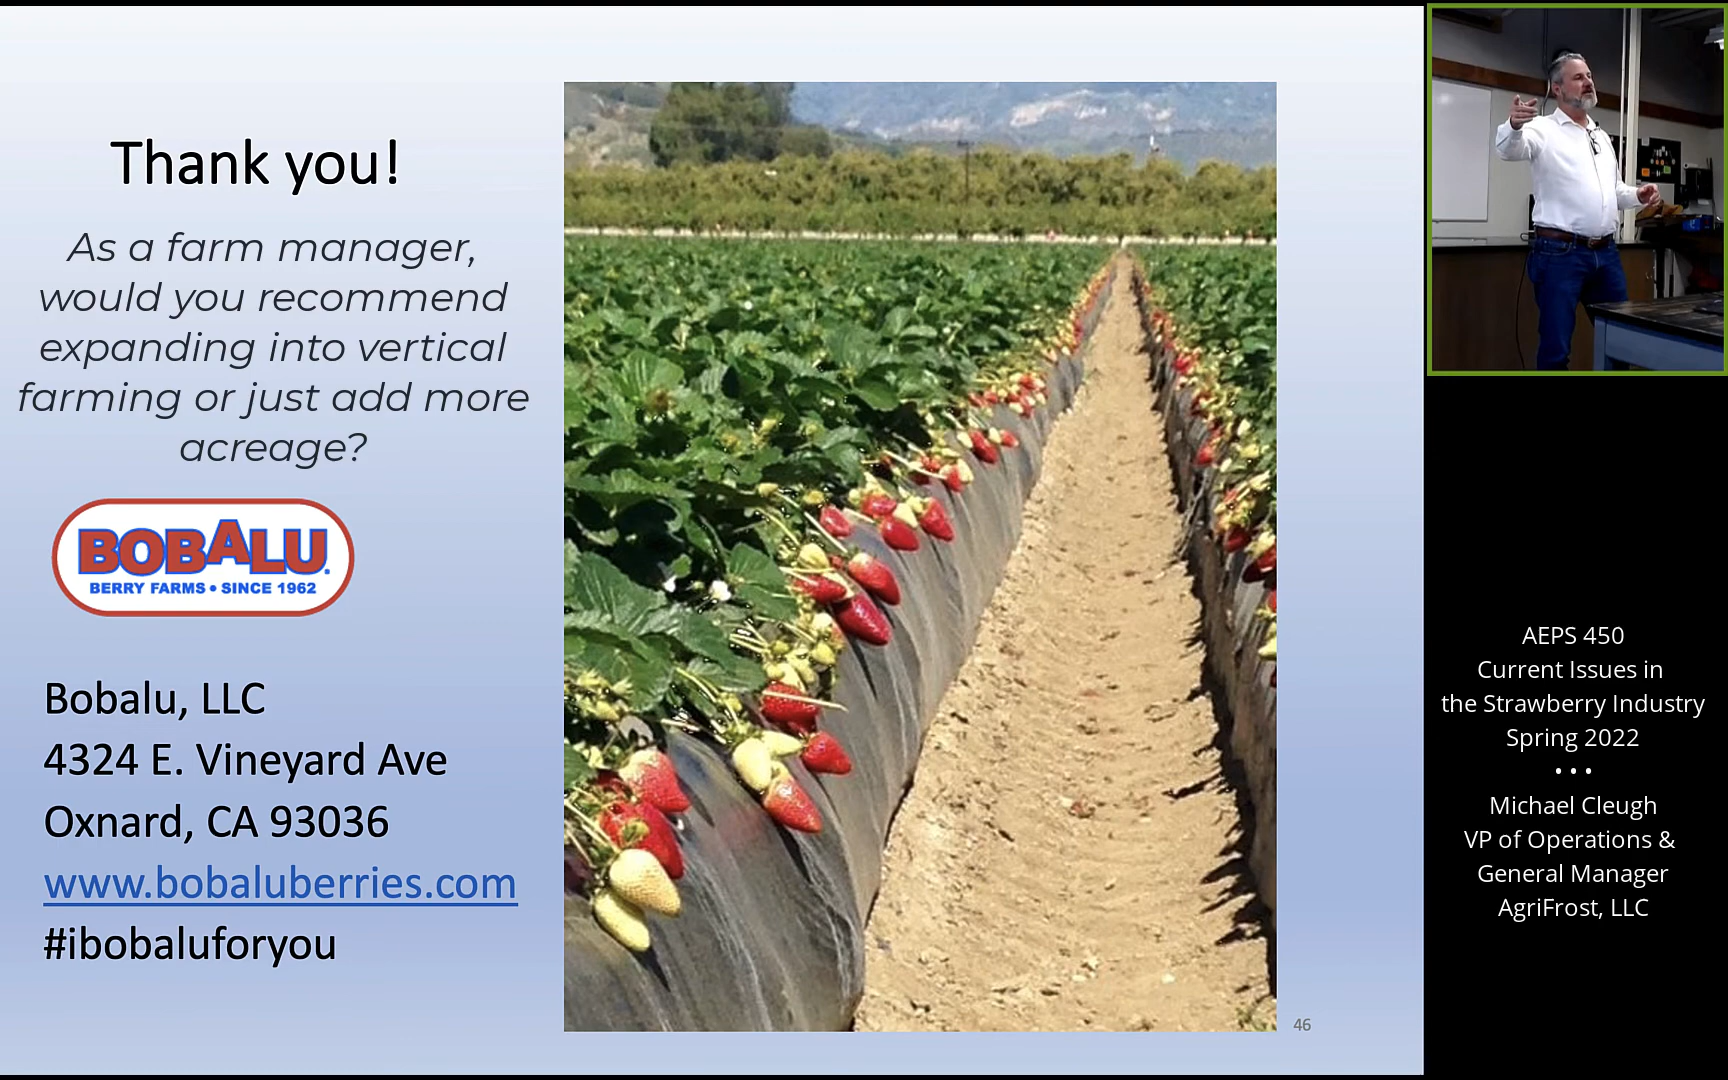 Thank you!
As a farm manager,
would you recommend
expanding into vertical
farming or just add more
acreage?
BOBALU
BERRY FARMS • SINCE 1962
Bobalu, LLC
4324 E. Vineyard Ave
Oxnard, CA 93036
www.bobaluberries.com
#ibobaluforyou
46
AEPS 450
Current Issues in
the Strawberry Industry
Spring 2022
• • •
Michael Cleugh
VP of Operations &
General Manager
AgriFrost, LLC